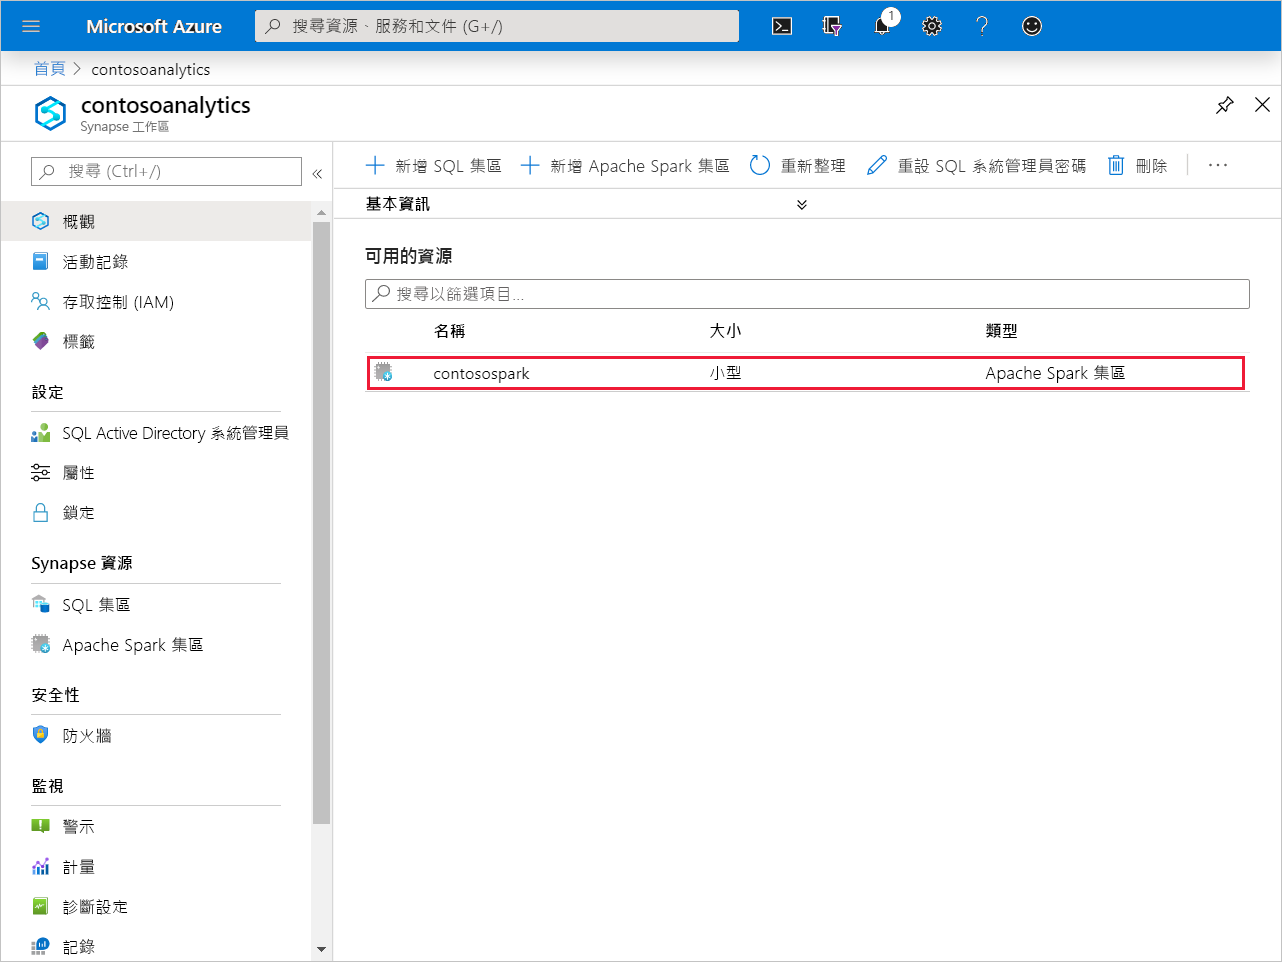 Microsoft Azure
搜尋資源、服務和文件 (G+/)
1
首頁 > contosoanalytics
contosoanalytics
Synapse 工作區
搜尋 (Ctrl+/)
«
概觀
活動記錄
存取控制 (IAM)
標籤
設定
SQL Active Directory 系統管理員
屬性
鎖定
Synapse 資源
SQL 集區
Apache Spark 集區
安全性
防火牆
監視
警示
計量
診斷設定
記錄
新增 SQL 集區 新增 Apache Spark 集區 重新整理 重設 SQL 系統管理員密碼 刪除 ...
基本資訊
可用的資源
搜尋以篩選項目...
名稱 大小 類型
contosospark 小型 Apache Spark 集區